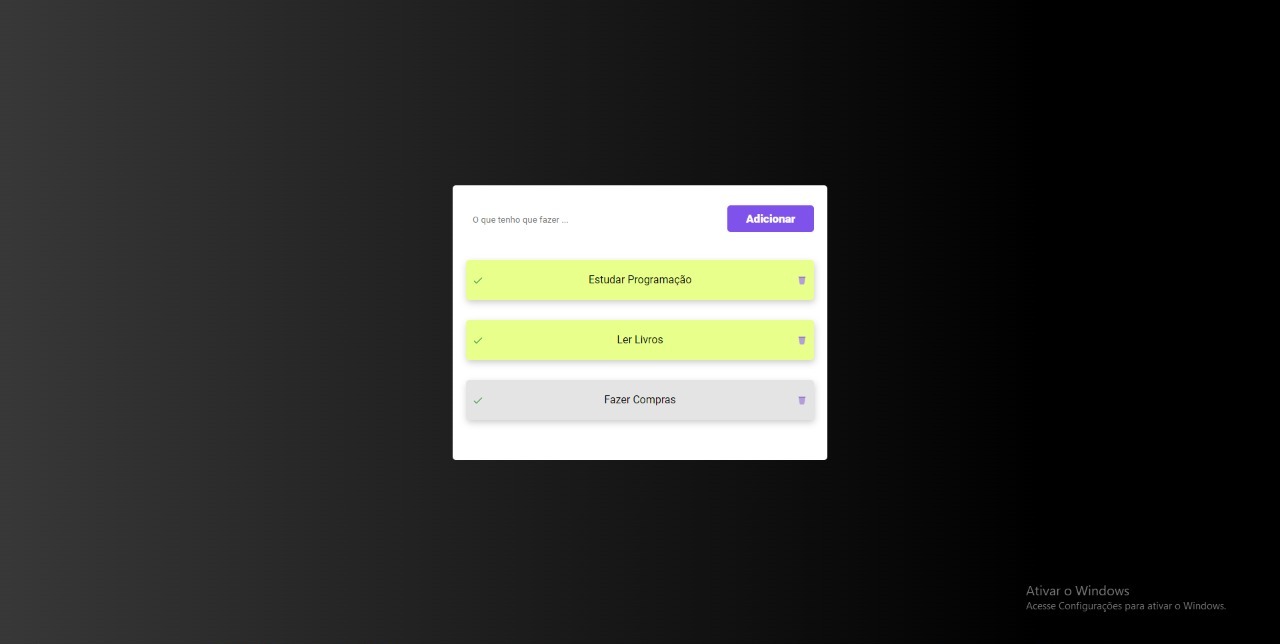 O que tenho que fazer ...
Adicionar
Estudar Programação
Ler Livros
Fazer Compras
Ativar o Windows
Acesse Configurações para ativar o Windows.